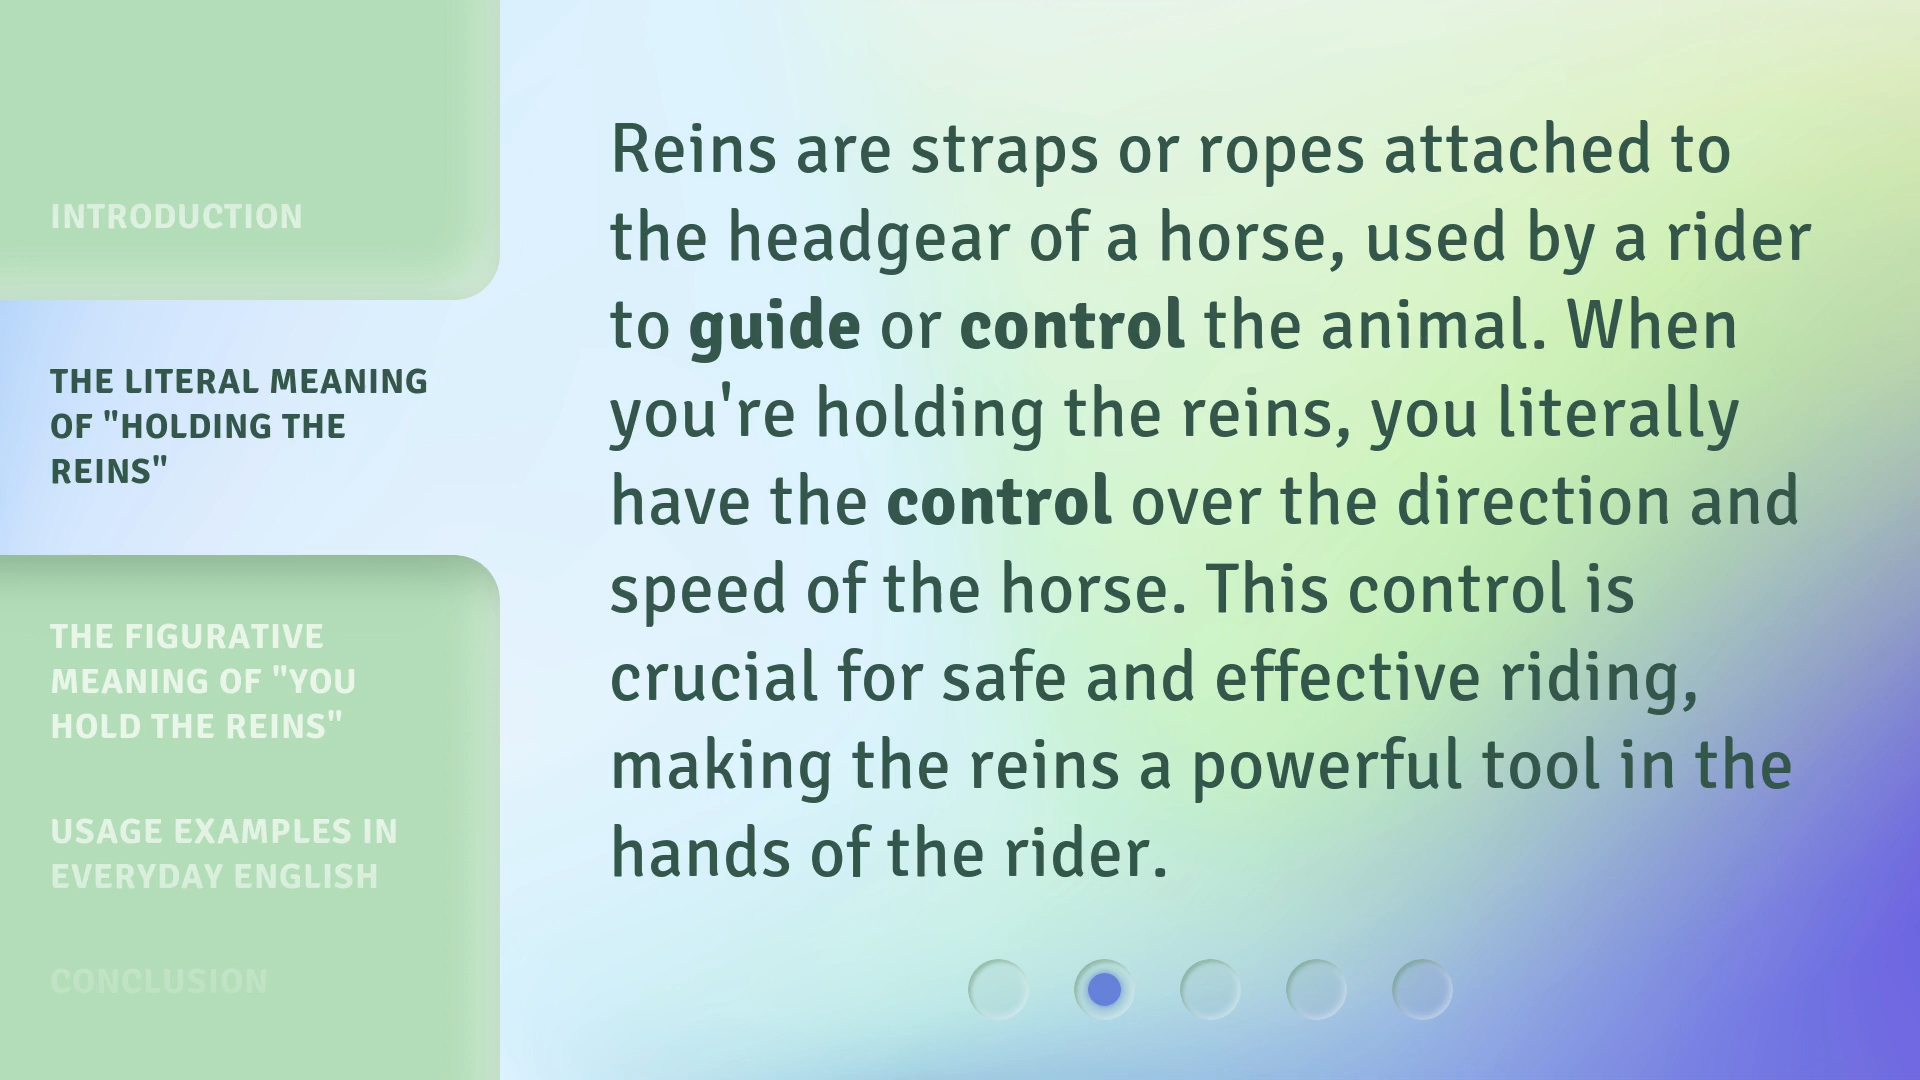 INTRODUCTION
THE LITERAL MEANING
OF "HOLDING THE
REINS"
THE FIGURATIVE
MEANING OF "YOU
HOLD THE REINS"
USAGE EXAMPLES IN
EVERYDAY ENGLISH
CONCLUSION
Reins are straps or ropes attached to
the headgear of a horse, used by a rider
to guide or control the animal. When
you're holding the reins, you literally
have the control over the direction and
speed of the horse. This control is
crucial for safe and effective riding,
making the reins a powerful tool in the
hands of the rider.